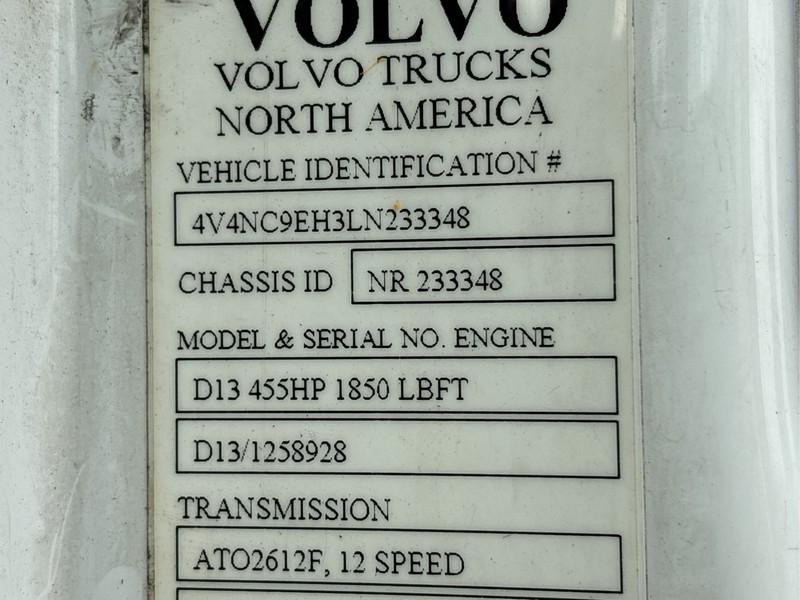 VOLVO
VOLVO TRUCKS
NORTH AMERICA
VEHICLE IDENTIFICATION #
4V4NC9EH3LN233348
CHASSIS ID NR 233348
MODEL & SERIAL NO. ENGINE
D13 455HP 1850 LBFT
D13/1258928
TRANSMISSION
ATO2612F, 12 SPEED